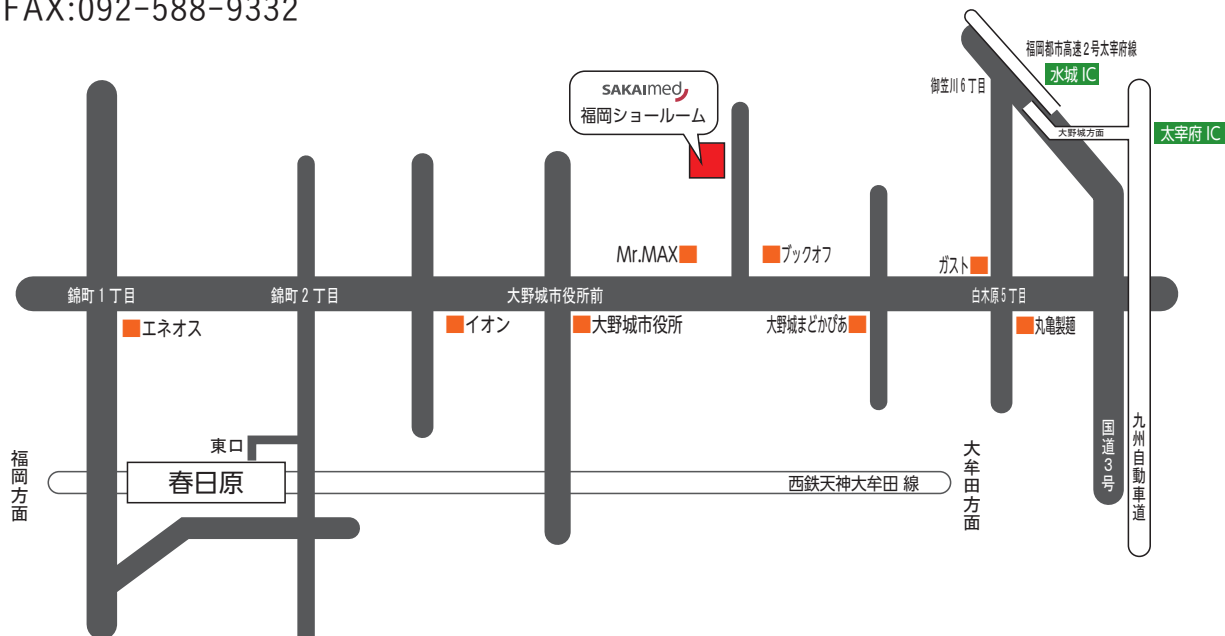 FAX:092-588-9332
福岡都市高速2号太宰府線
水城 IC
御笠川6丁目
SAKAImed
福岡ショールーム
大野城方面
太宰府 IC
Mr.MAX
ブックオフ
ガスト
錦町1丁目
錦町2丁目
大野城市役所前
白木原5丁目
エネオス
イオン
大野城市役所
大野城まどかぴあ
丸亀製麺
東口
福岡方面
春日原
西鉄天神大牟田 線
大牟田方面
国道3号
九州自動車道